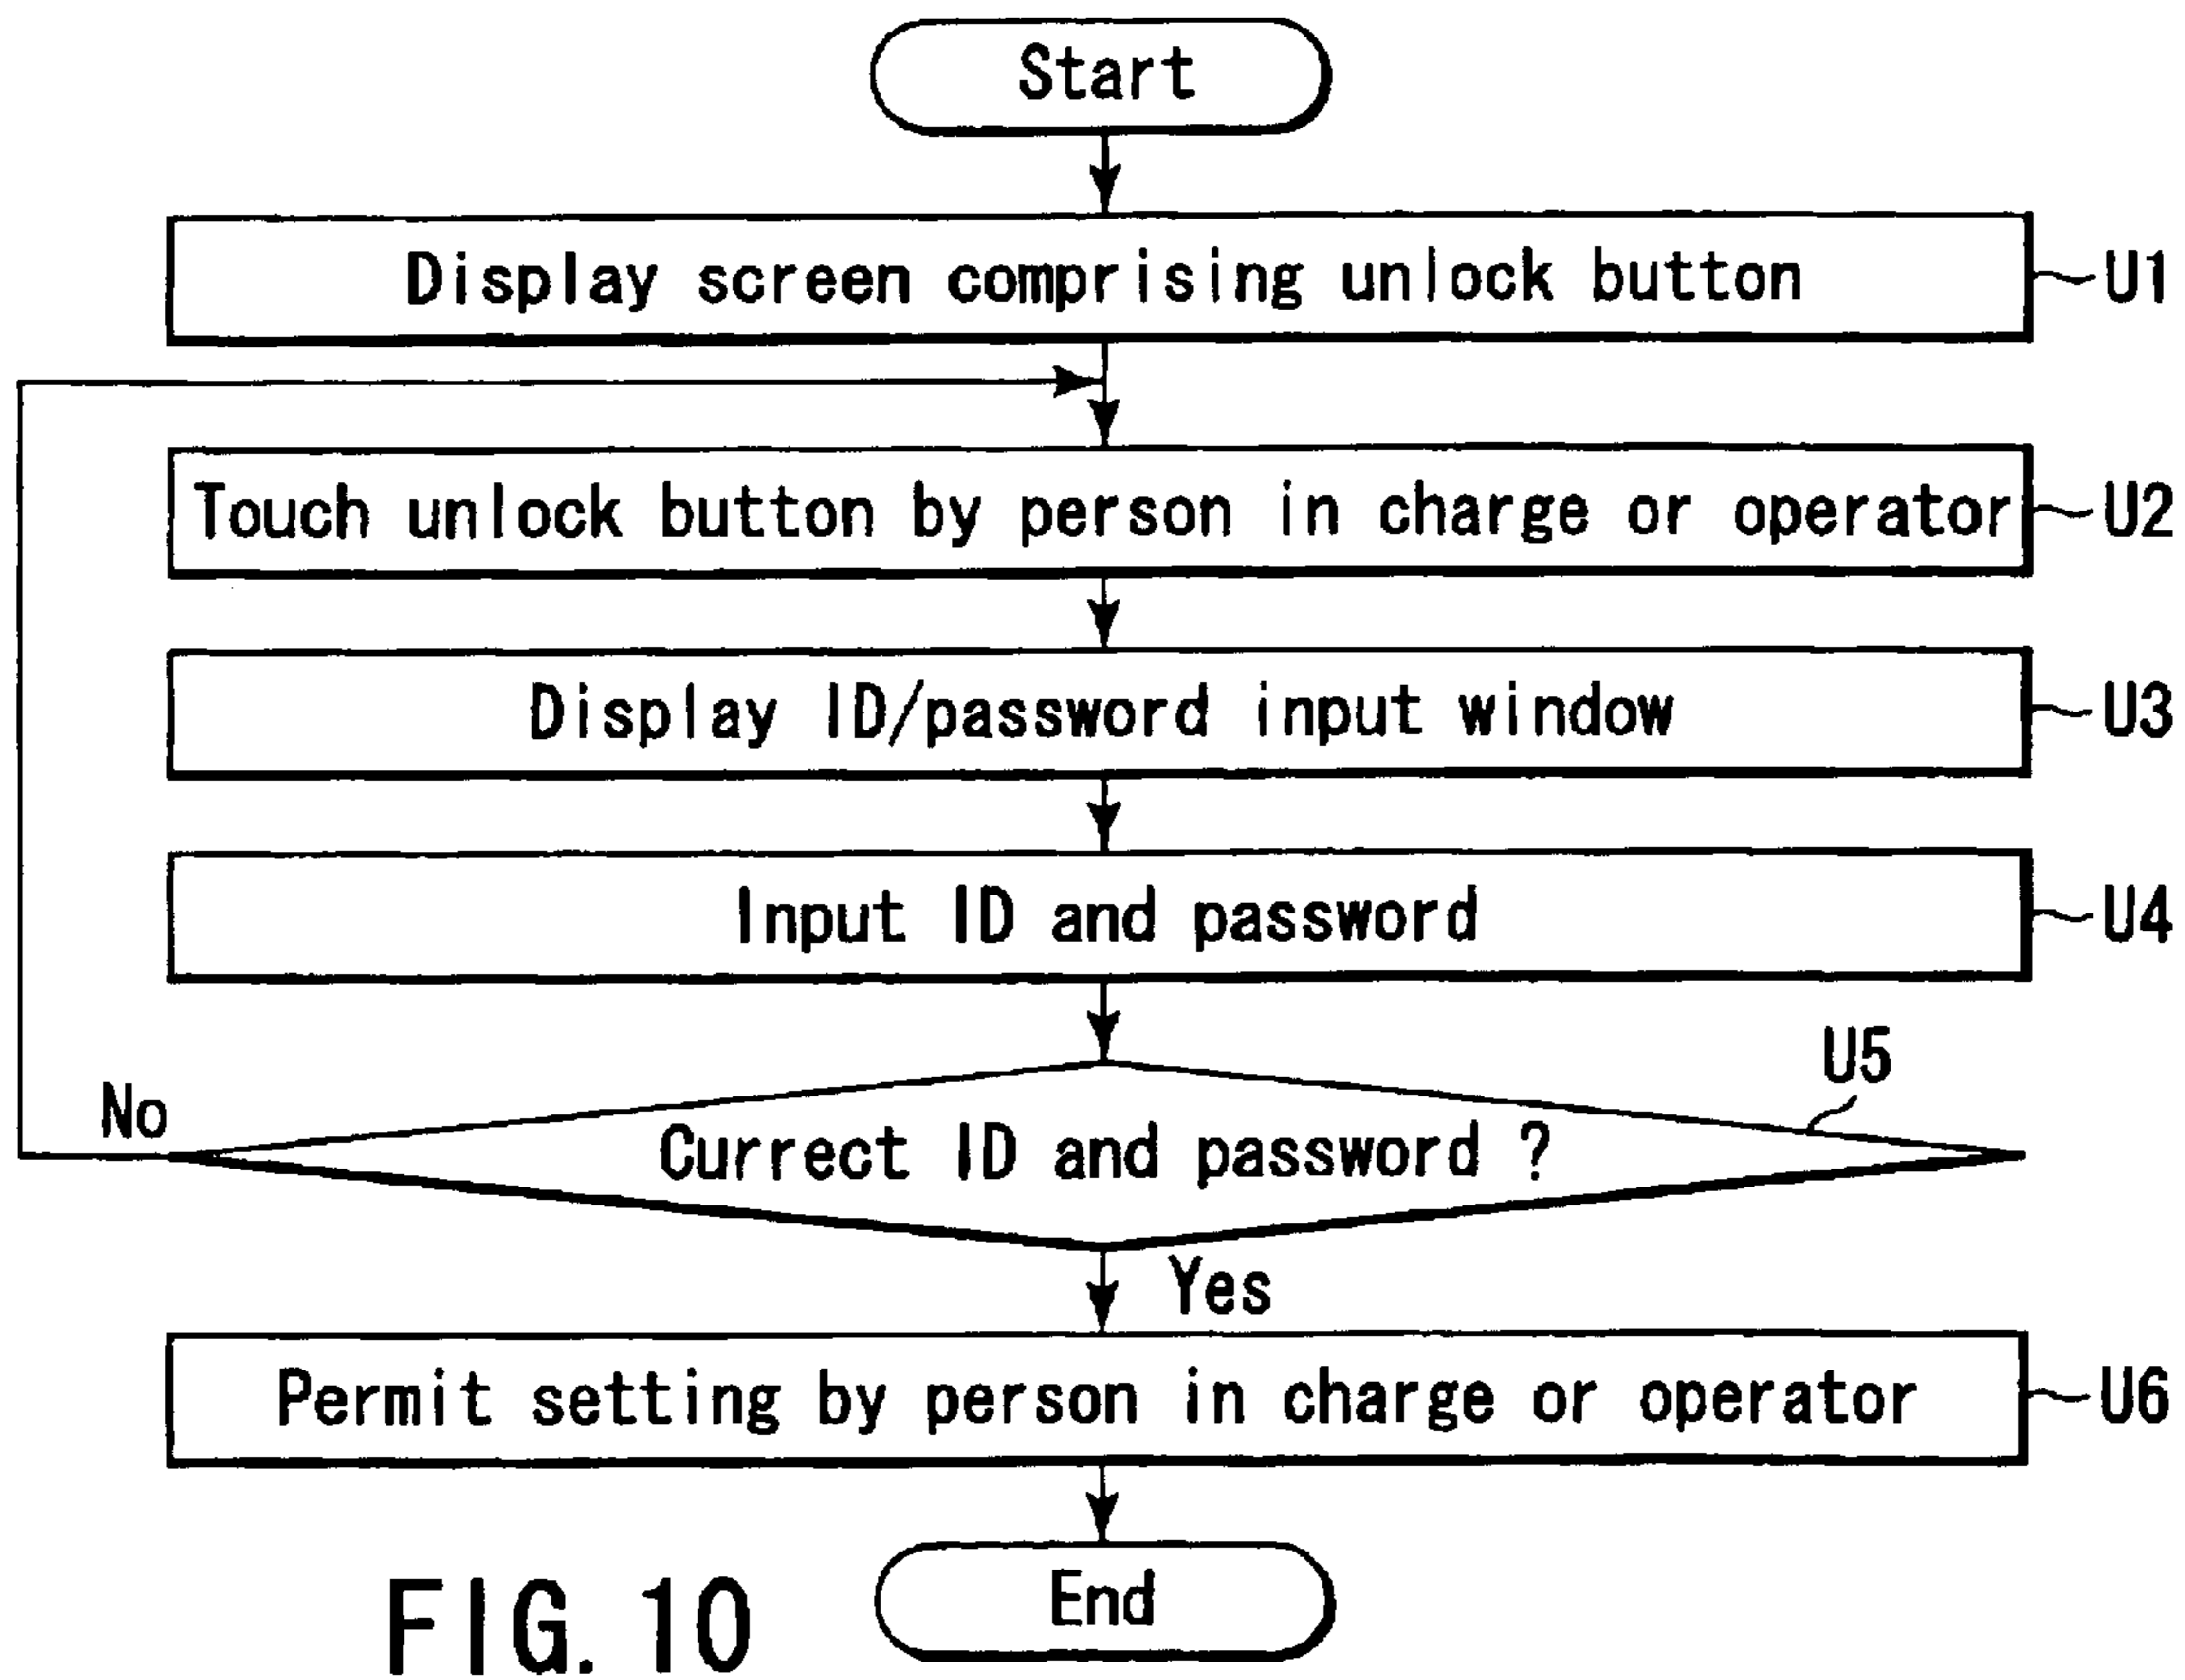 Start
Display screen comprising unlock button
U1
Touch unlock button by person in charge or operator
U2
Display ID/password input window
U3
Input ID and password
U4
U5
No
Currect ID and password ?
Yes
Permit setting by person in charge or operator
U6
End
FIG. 10